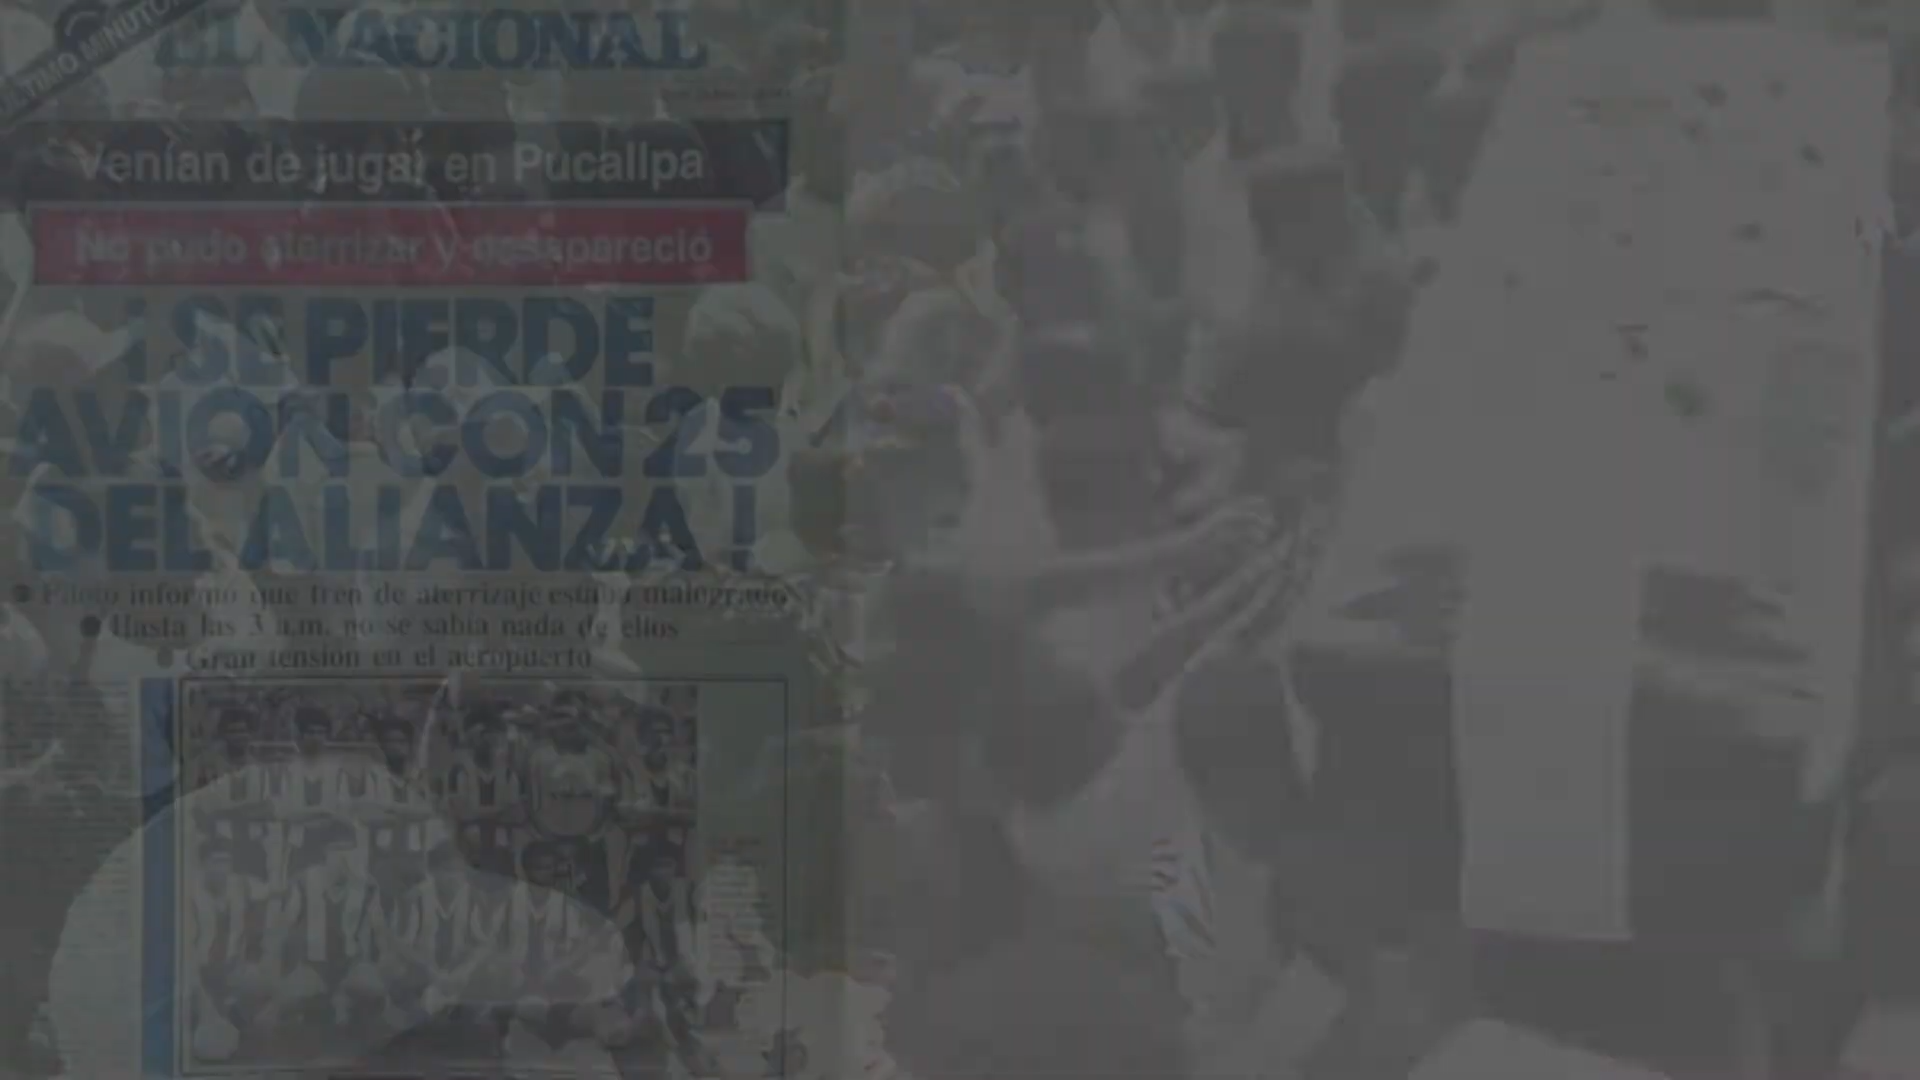 ÚLTIMO MINUTO
EL NACIONAL
Venían de jugar en Pucallpa
No pudo aterrizar y desapareció
¡SE PIERDE
AVION CON 25
DEL ALIANZA!
● Piloto informó que tren de aterrizaje estaba malogrado
● Hasta las 3 a.m. no se sabía nada de ellos
● Gran tensión en el aeropuerto